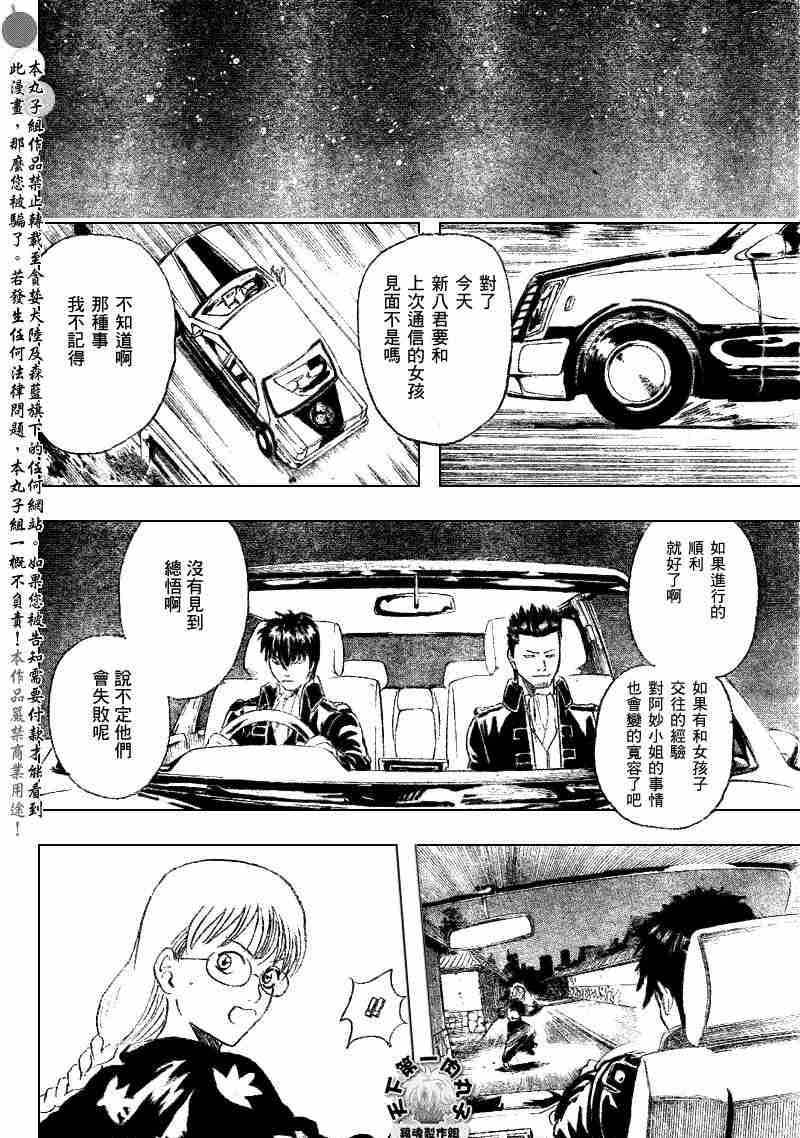 對了
今天
新八君要和
上次通信的女孩
見面不是嗎
不知道啊
那種事
我不記得
如果進行的
順利
就好了啊
如果有和女孩子
交往的經驗
對阿妙小姐的事情
也會變的寬容了吧
沒有見到
總悟啊
說不定他們
會失敗呢
!!
本丸子組作品禁止轉載至貪婪大陸及森藍旗下的任何網站。如果您被告知需要付款才能看到
此漫畫，那麼您被騙了。若發生任何法律問題，本丸子組一概不負責！本作品嚴禁商業用途！
天下第一肉丸子
銀魂製作組